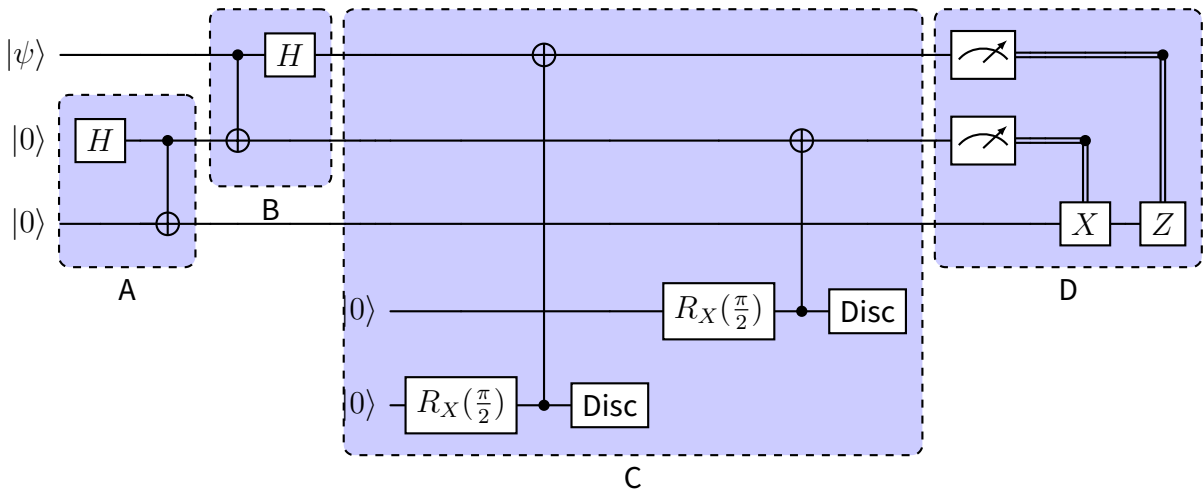 |ψ⟩ H
|0⟩ H
B
|0⟩ X Z
A D
|0⟩ R_X(π/2) Disc
|0⟩ R_X(π/2) Disc
C